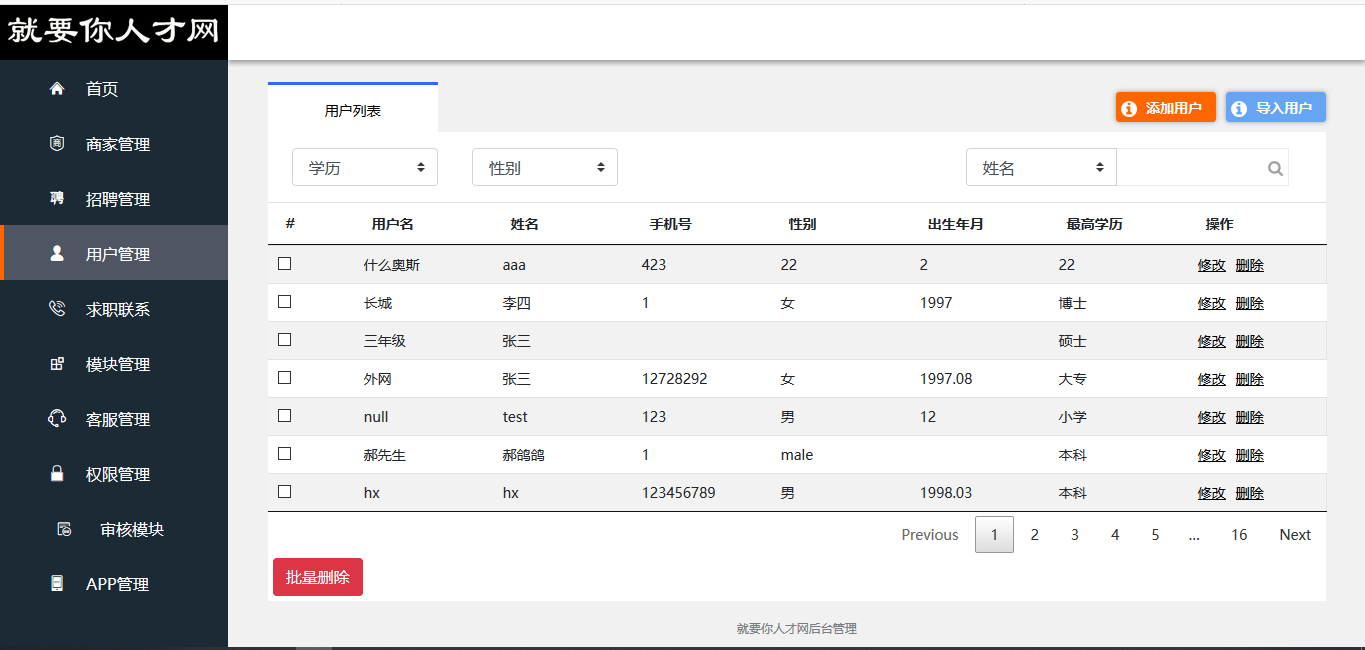 就要你人才网
首页
商家管理
招聘管理
用户管理
求职联系
模块管理
客服管理
权限管理
审核模块
APP管理
用户列表
添加用户 导入用户
学历 性别 姓名
# 用户名 姓名 手机号 性别 出生年月 最高学历 操作
什么奥斯 aaa 423 22 2 22 修改 删除
长城 李四 1 女 1997 博士 修改 删除
三年级 张三 硕士 修改 删除
外网 张三 12728292 女 1997.08 大专 修改 删除
null test 123 男 12 小学 修改 删除
郝先生 郝鸽鸽 1 male 本科 修改 删除
hx hx 123456789 男 1998.03 本科 修改 删除
Previous 1 2 3 4 5 ... 16 Next
批量删除
就要你人才网后台管理